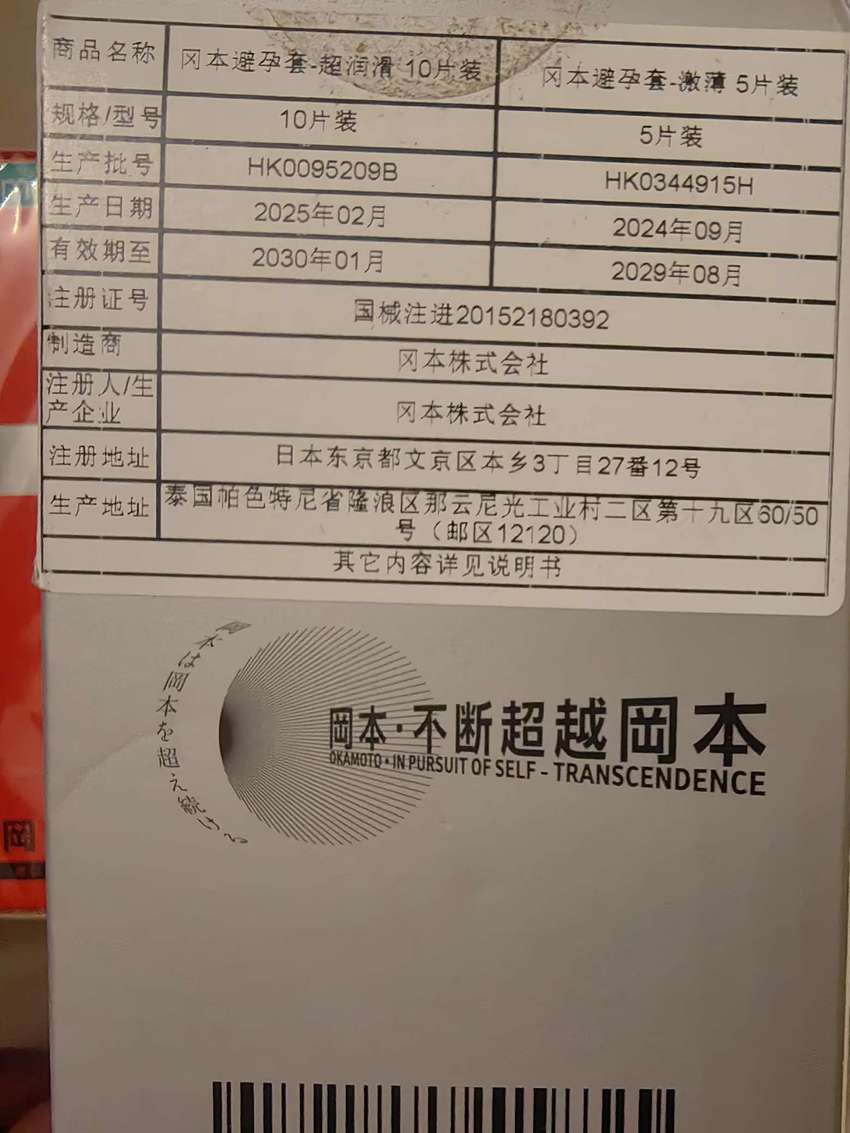 商品名称 冈本避孕套-超润滑 10片装 冈本避孕套-激薄 5片装
规格/型号 10片装 5片装
生产批号 HK0095209B HK0344915H
生产日期 2025年02月 2024年09月
有效期至 2030年01月 2029年08月
注册证号 国械注进20152180392
制造商 冈本株式会社
注册人/生
产企业 冈本株式会社
注册地址 日本东京都文京区本乡3丁目27番12号
生产地址 泰国帕色特尼省隆浪区那云尼光工业村二区第十九区60/50
号（邮区12120）
其它内容详见说明书
岡本は岡本を超え続ける
岡本·不断超越岡本
OKAMOTO·IN PURSUIT OF SELF-TRANSCENDENCE
岡